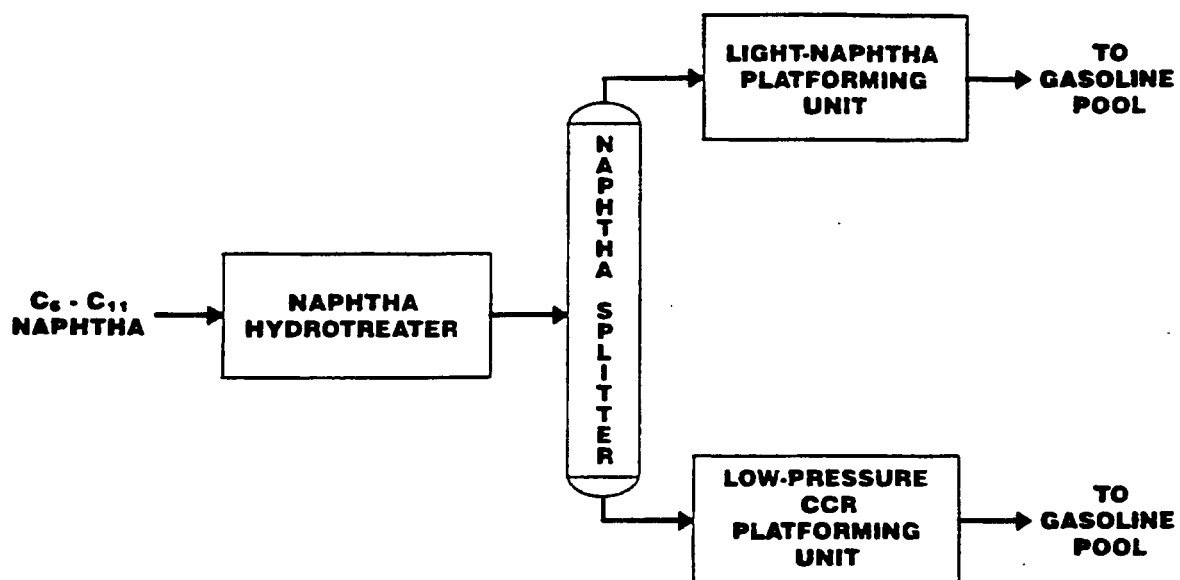 LIGHT-NAPHTHA
PLATFORMING
UNIT
TO
GASOLINE
POOL
NAPHTHA SPLITTER
C₆ - C₁₁
NAPHTHA
NAPHTHA
HYDROTREATER
LOW-PRESSURE
CCR
PLATFORMING
UNIT
TO
GASOLINE
POOL